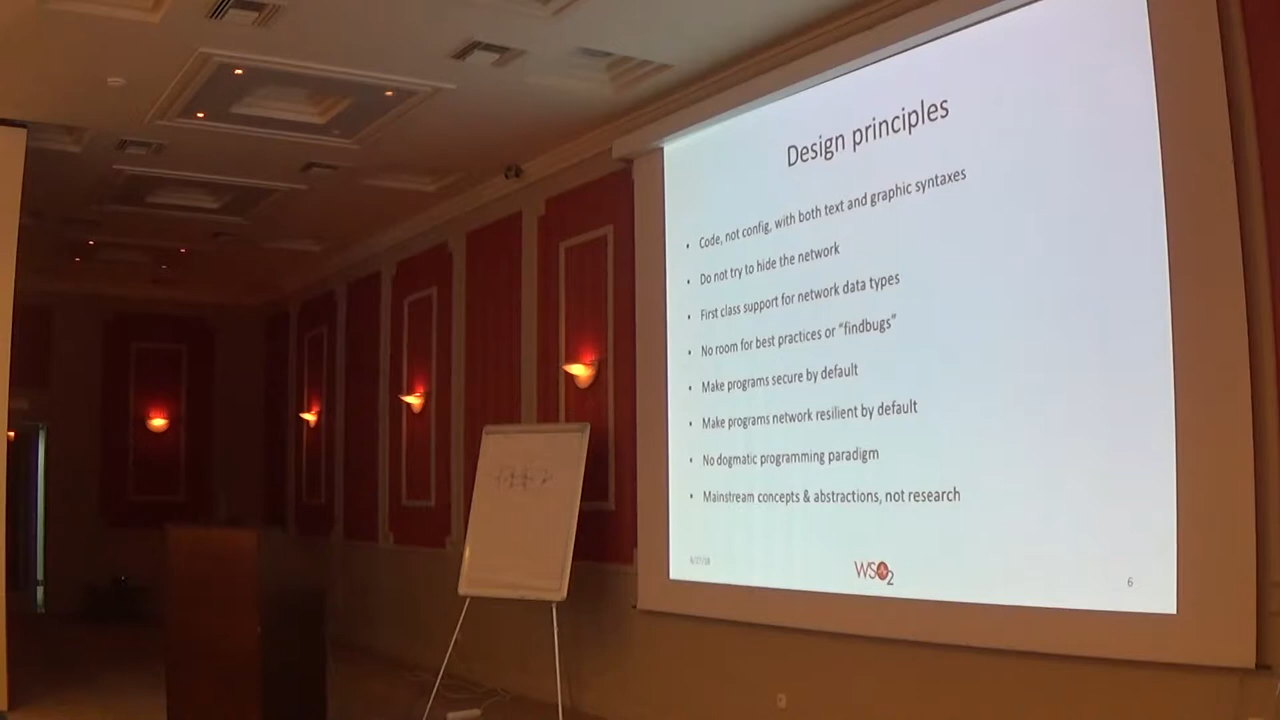 Design principles
• Code, not config, with both text and graphic syntaxes
• Do not try to hide the network
• First class support for network data types
• No room for best practices or “findbugs”
• Make programs secure by default
• Make programs network resilient by default
• No dogmatic programming paradigm
• Mainstream concepts & abstractions, not research
WSO2
6